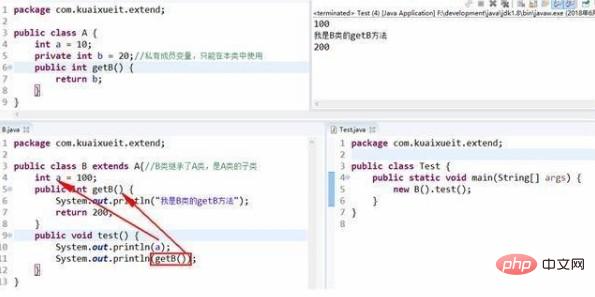 1 package com.kuaixueit.extend;
2
3 public class A {
4 int a = 10;
5 private int b = 20;//私有成员变量，只能在本类中使用
6 public int getB() {
7 return b;
8 }
9 }
<terminated> Test (4) [Java Application] F:\development\java\jdk1.8\bin\javaw.exe (2018年6月
100
我是B类的getB方法
200
B.java
1 package com.kuaixueit.extend;
2
3 public class B extends A{//B类继承了A类，是A类的子类
4 int a = 100;
5 public int getB() {
6 System.out.println("我是B类的getB方法");
7 return 200;
8 }
9 public void test() {
10 System.out.println(a);
11 System.out.println(getB());
12 }
13 }
Test.java
1 package com.kuaixueit.extend;
2
3 public class Test {
4 public static void main(String[] args) {
5 new B().test();
6 }
7 }
php 中文网